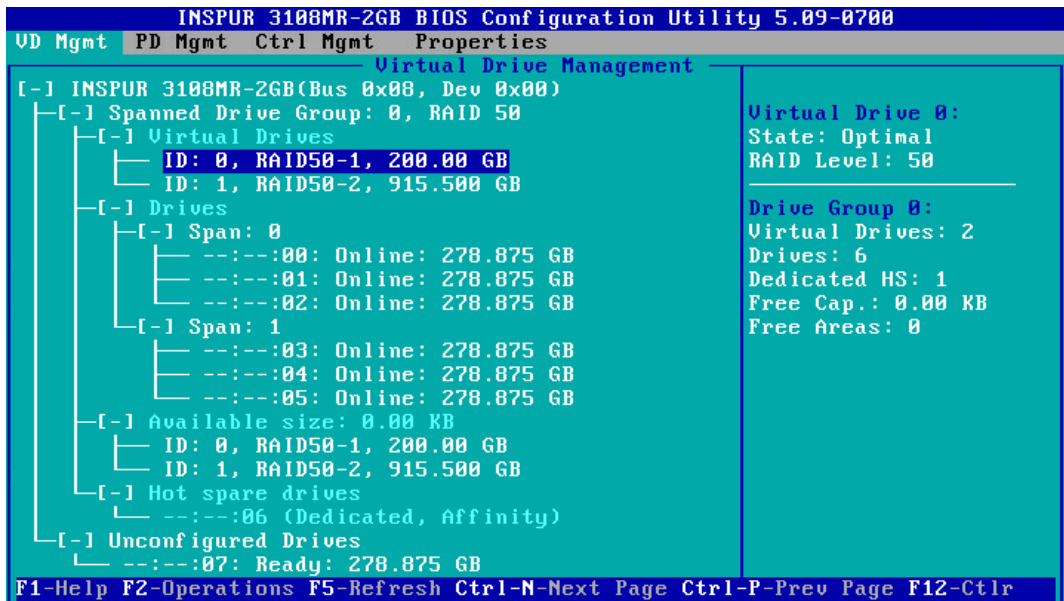 INSPUR 3108MR-2GB BIOS Configuration Utility 5.09-0700
VD Mgmt PD Mgmt Ctrl Mgmt Properties
Virtual Drive Management
[-] INSPUR 3108MR-2GB(Bus 0x08, Dev 0x00)
[-] Spanned Drive Group: 0, RAID 50
[-] Virtual Drives
ID: 0, RAID50-1, 200.00 GB
ID: 1, RAID50-2, 915.500 GB
[-] Drives
[-] Span: 0
--:--:00: Online: 278.875 GB
--:--:01: Online: 278.875 GB
--:--:02: Online: 278.875 GB
[-] Span: 1
--:--:03: Online: 278.875 GB
--:--:04: Online: 278.875 GB
--:--:05: Online: 278.875 GB
[-] Available size: 0.00 KB
ID: 0, RAID50-1, 200.00 GB
ID: 1, RAID50-2, 915.500 GB
[-] Hot spare drives
--:--:06 (Dedicated, Affinity)
[-] Unconfigured Drives
--:--:07: Ready: 278.875 GB
Virtual Drive 0:
State: Optimal
RAID Level: 50
Drive Group 0:
Virtual Drives: 2
Drives: 6
Dedicated HS: 1
Free Cap.: 0.00 KB
Free Areas: 0
F1-Help F2-Operations F5-Refresh Ctrl-N-Next Page Ctrl-P-Prev Page F12-Ctlr